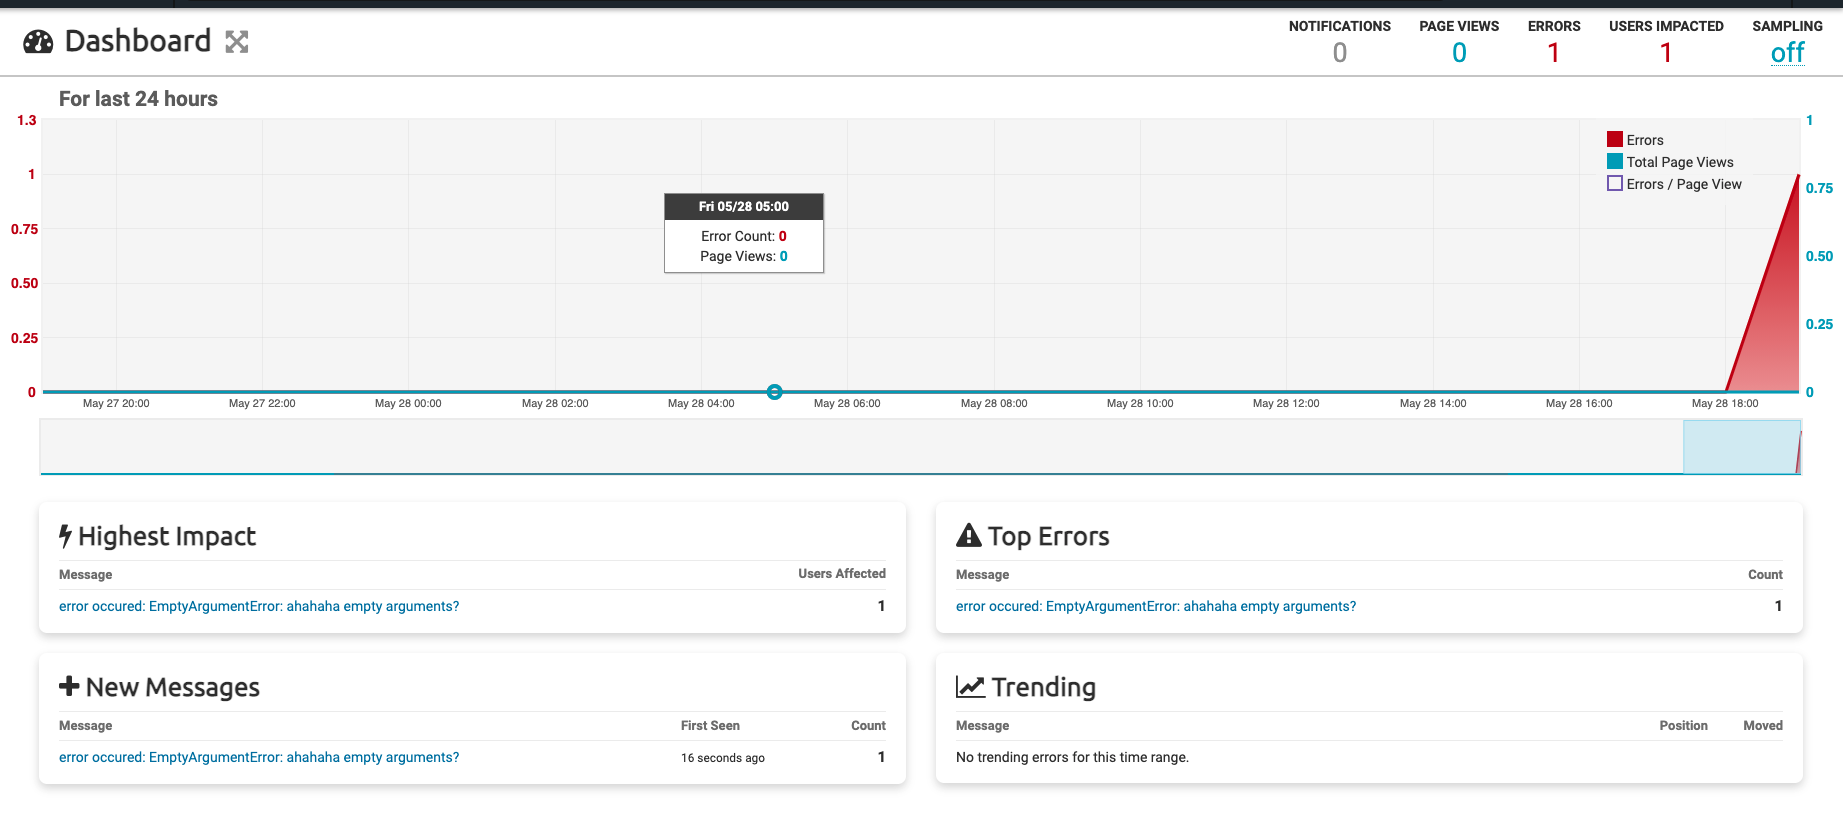 Dashboard
NOTIFICATIONS PAGE VIEWS ERRORS USERS IMPACTED SAMPLING
0 0 1 1 off
For last 24 hours
1.3 1
1
0.75 0.75
0.50 0.50
0.25 0.25
0 0
Errors
Total Page Views
Errors / Page View
Fri 05/28 05:00
Error Count: 0
Page Views: 0
May 27 20:00 May 27 22:00 May 28 00:00 May 28 02:00 May 28 04:00 May 28 06:00 May 28 08:00 May 28 10:00 May 28 12:00 May 28 14:00 May 28 16:00 May 28 18:00
Highest Impact
Message Users Affected
error occured: EmptyArgumentError: ahahaha empty arguments? 1
Top Errors
Message Count
error occured: EmptyArgumentError: ahahaha empty arguments? 1
New Messages
Message First Seen Count
error occured: EmptyArgumentError: ahahaha empty arguments? 16 seconds ago 1
Trending
Message Position Moved
No trending errors for this time range.